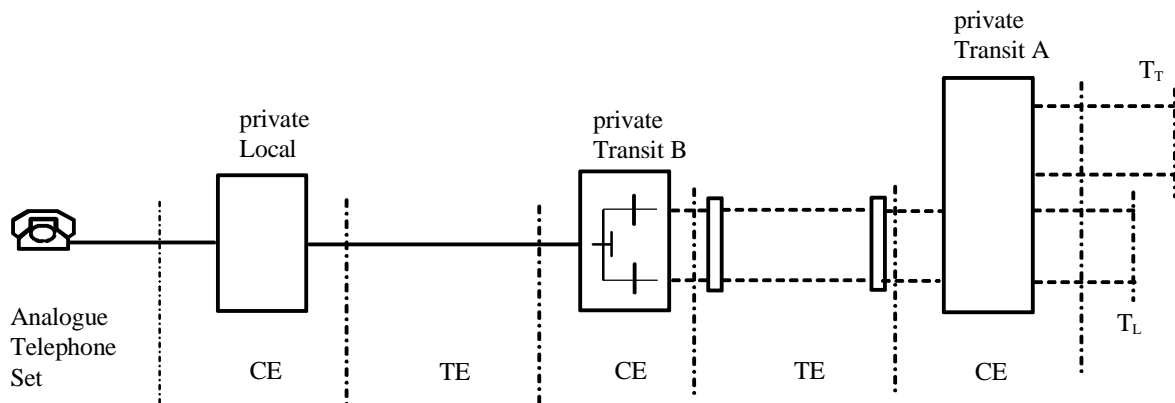 private
Transit A
T_T
private
Local
private
Transit B
T_L
Analogue
Telephone
Set
CE
TE
CE
TE
CE